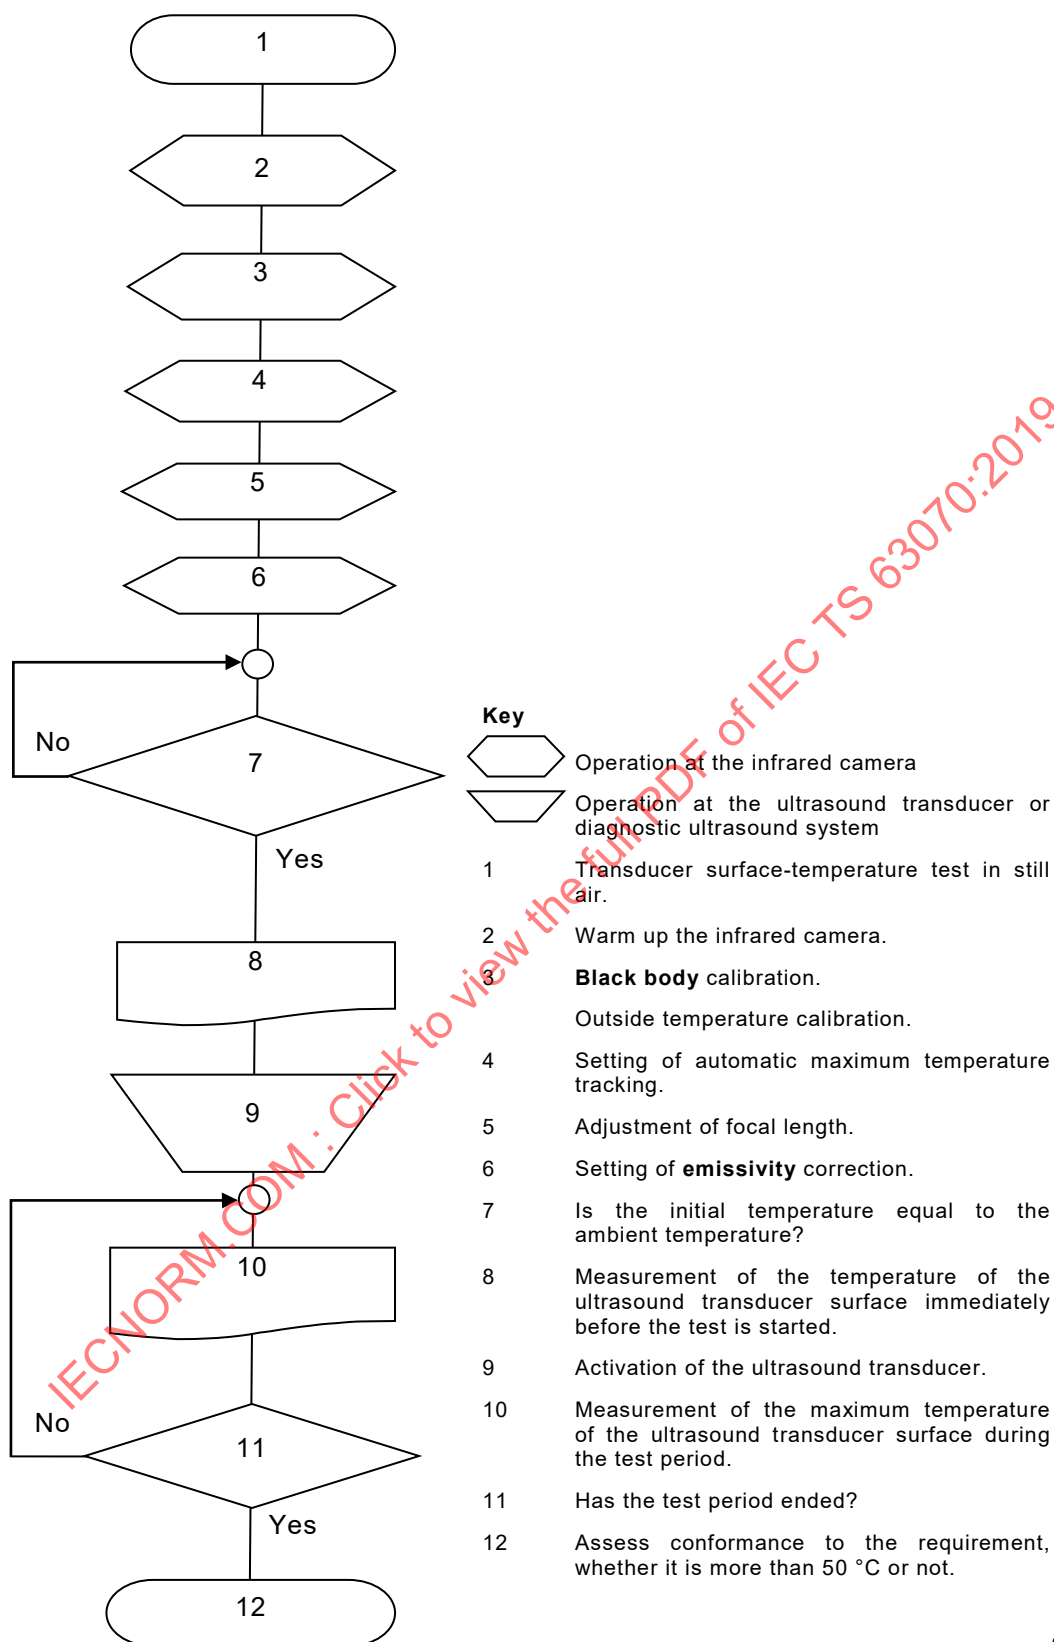 1
2
3
4
5
6
No
7
Yes
8
9
10
No
11
Yes
12
Key
Operation at the infrared camera
Operation at the ultrasound transducer or
diagnostic ultrasound system
1 Transducer surface-temperature test in still
air.
2 Warm up the infrared camera.
3 Black body calibration.
Outside temperature calibration.
4 Setting of automatic maximum temperature
tracking.
5 Adjustment of focal length.
6 Setting of emissivity correction.
7 Is the initial temperature equal to the
ambient temperature?
8 Measurement of the temperature of the
ultrasound transducer surface immediately
before the test is started.
9 Activation of the ultrasound transducer.
10 Measurement of the maximum temperature
of the ultrasound transducer surface during
the test period.
11 Has the test period ended?
12 Assess conformance to the requirement,
whether it is more than 50 °C or not.
IECNORM.COM : Click to view the full PDF of IEC TS 63070:2019